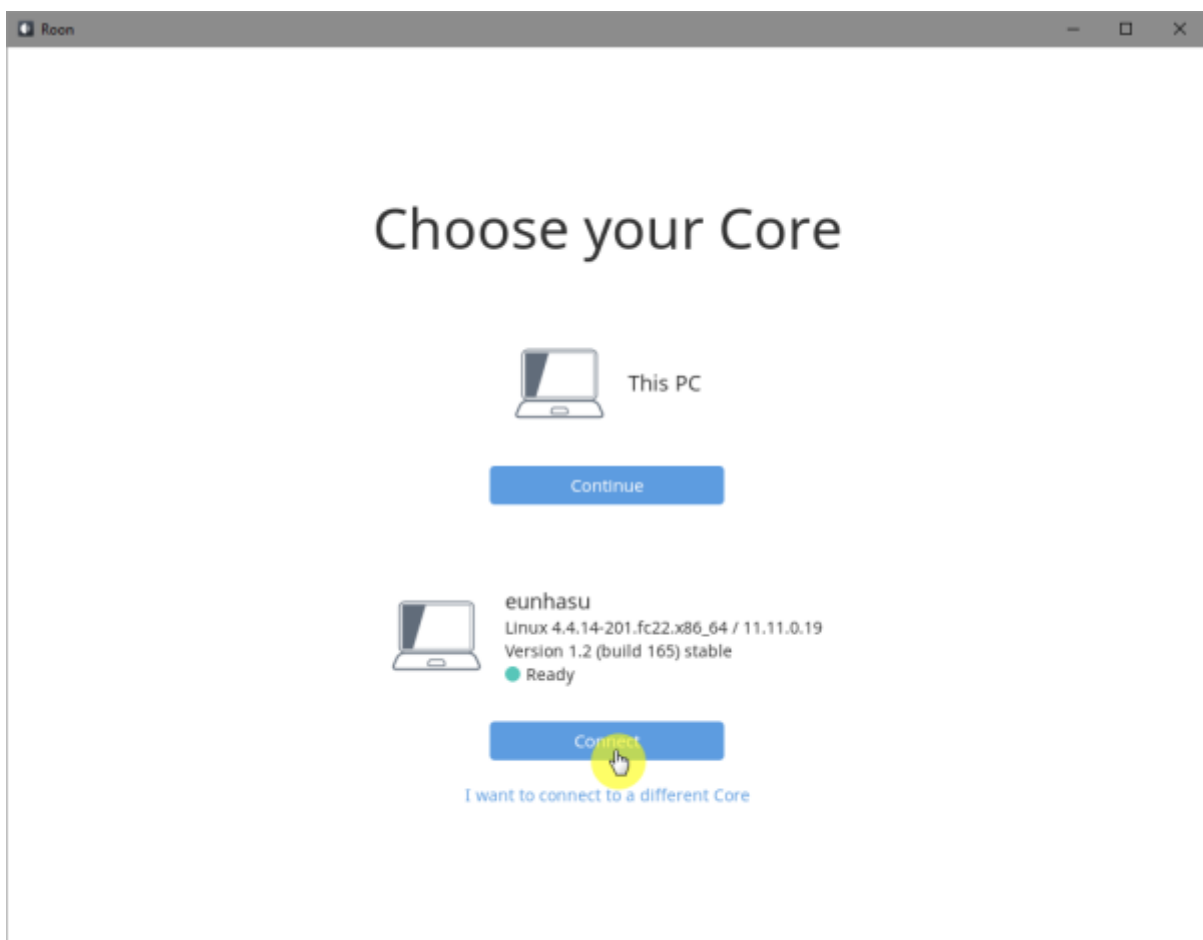 Roon
Choose your Core
This PC
Continue
eunhasu
Linux 4.4.14-201.fc22.x86_64 / 11.11.0.19
Version 1.2 (build 165) stable
Ready
Connect
I want to connect to a different Core